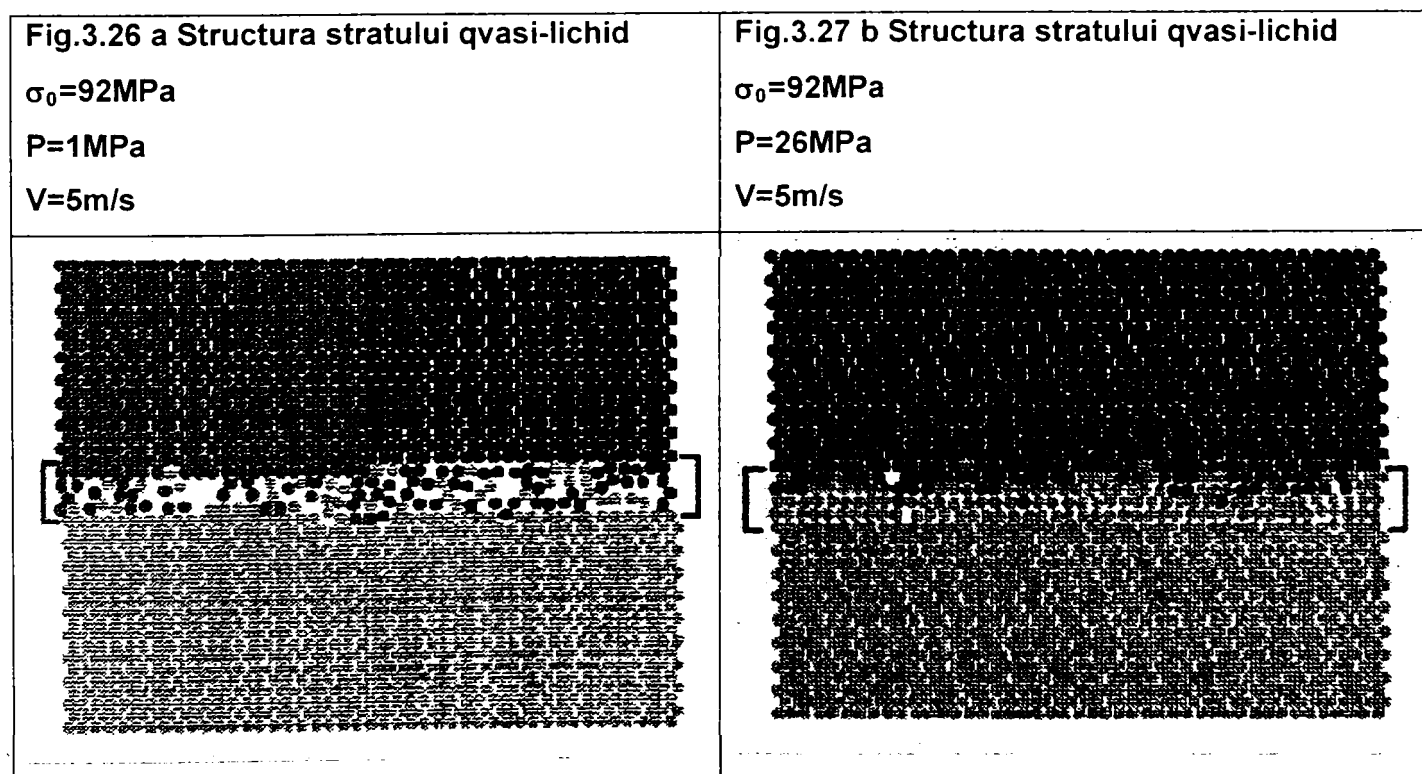 Fig.3.26 a Structura stratului qvasi-lichid
σ₀=92MPa
P=1MPa
V=5m/s
Fig.3.27 b Structura stratului qvasi-lichid
σ₀=92MPa
P=26MPa
V=5m/s